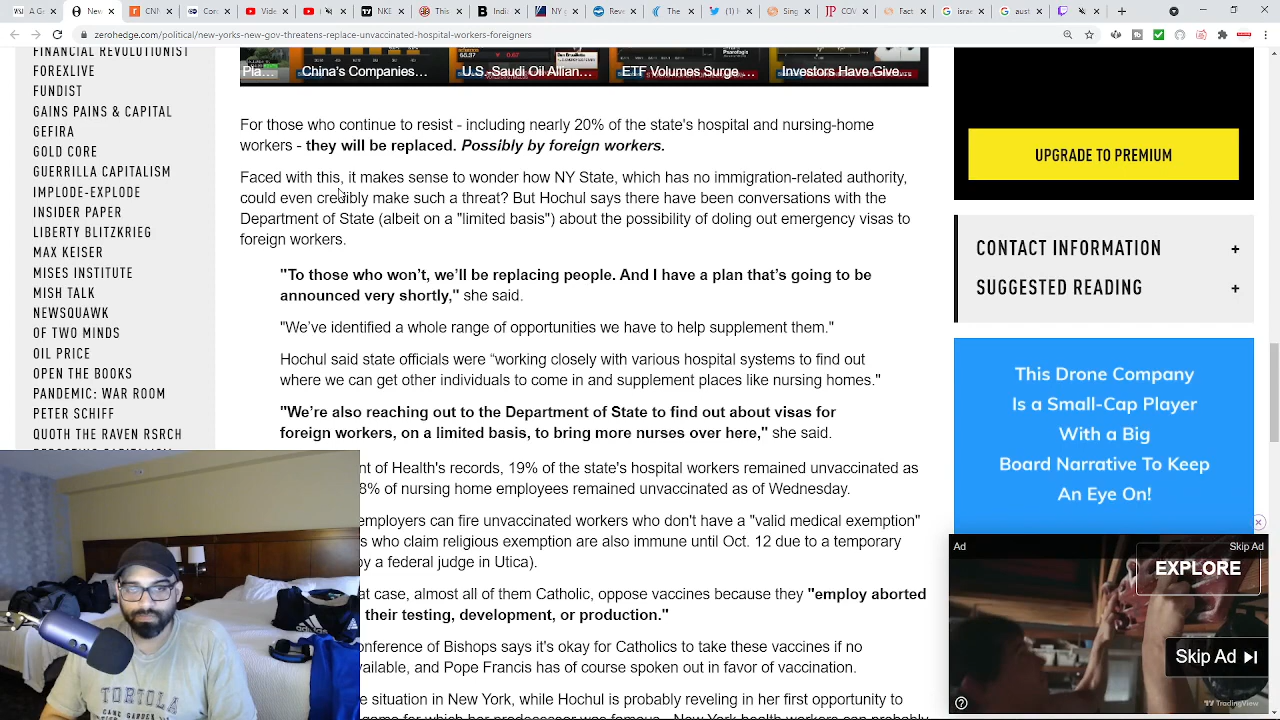 zerohedge.com/political/newyorks-new-gov-threatens-replace-unvaccinated-hospital-workers-foreigners
FINANCIAL REVOLUTIONIST
FOREXLIVE
FUNDIST
GAINS PAINS & CAPITAL
GEFIRA
GOLD CORE
GUERRILLA CAPITALISM
IMPLODE-EXPLODE
INSIDER PAPER
LIBERTY BLITZKRIEG
MAX KEISER
MISES INSTITUTE
MISH TALK
NEWSQUAWK
OF TWO MINDS
OIL PRICE
OPEN THE BOOKS
PANDEMIC: WAR ROOM
PETER SCHIFF
QUOTH THE RAVEN RSRCH
Pla...
China's Companies...
U.S.-Saudi Oil Allian...
ETF Volumes Surge ...
Investors Have Give...
For those who continue to resist - including nearly 20% of the state's hospital and nursing-home
workers - they will be replaced. Possibly by foreign workers.
Faced with this, it makes sense to wonder how NY State, which has no immigration-related authority,
could even credibly make such a threat? But Hochul says there have been conversations with the
Department of State (albeit on a "limited basis") about the possibility of doling out emergency visas to
foreign workers.
"To those who won't, we'll be replacing people. And I have a plan that's going to be
announced very shortly," she said.
"We've identified a whole range of opportunities we have to help supplement them."
Hochul said state officials were “working closely with various hospital systems to find out
where we can get other individuals to come in and supplement places like nursing homes."
"We're also reaching out to the Department of State to find out about visas for
foreign workers, on a limited basis, to bring more nurses over here," she said.
nt of Health's records, 19% of the state's hospital workers remained unvaccinated as
8% of nursing home employees remained unvaccinated as of Wednesday.
employers can fire unvaccinated workers who don't have a "valid medical exemption"
s who claim religious exemption are also immune until Oct. 12 due to a temporary
y a federal judge in Utica).
at case, almost all of them Catholic, oppose vaccines because they "employ aborted
their testing, development, or production."
onference of Bishops says it's okay for Catholics to take these vaccines if no
vailable, and Pope Francis has of course spoken out in favor of vaccination.
e situation in New York, while Hochul is probably reveling in her first opportunity to
UPGRADE TO PREMIUM
CONTACT INFORMATION +
SUGGESTED READING +
This Drone Company
Is a Small-Cap Player
With a Big
Board Narrative To Keep
An Eye On!
Ad
Skip Ad
EXPLORE
Skip Ad
TradingView